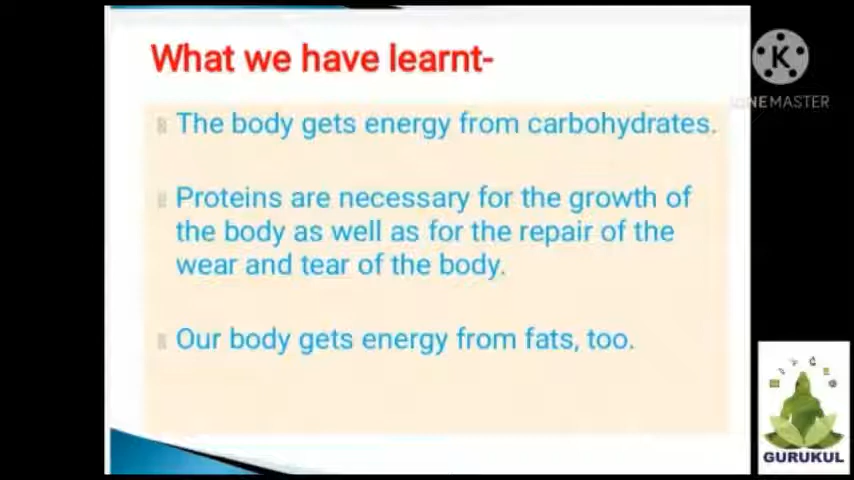 What we have learnt-
The body gets energy from carbohydrates.
Proteins are necessary for the growth of
the body as well as for the repair of the
wear and tear of the body.
Our body gets energy from fats, too.
K
NEMASTER
GURUKUL